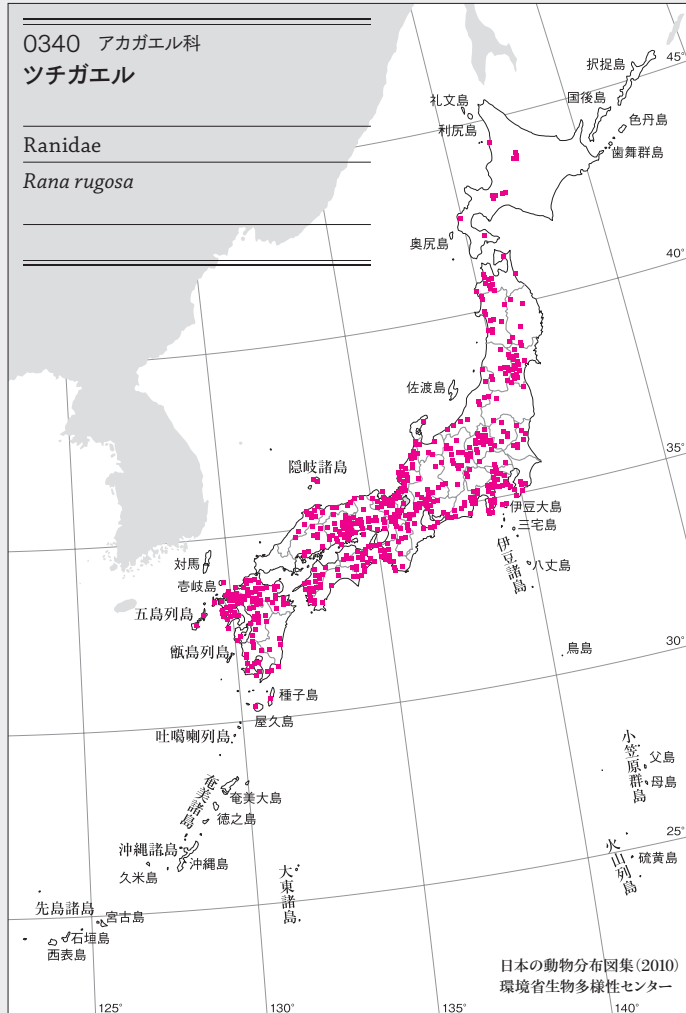 0340 アカガエル科
ツチガエル
Ranidae
Rana rugosa
択捉島
45°
国後島
礼文島
色丹島
利尻島
歯舞群島
奥尻島
40°
佐渡島
35°
隠岐諸島
伊豆大島
三宅島
伊豆諸島
八丈島
対馬
壱岐島
五島列島
甑島列島
鳥島
30°
種子島
屋久島
吐噶喇列島
小笠原群島
父島
母島
奄美諸島
奄美大島
徳之島
25°
沖縄諸島
沖縄島
久米島
火山列島
硫黄島
大東諸島
先島諸島
宮古島
石垣島
西表島
日本の動物分布図集(2010)
環境省生物多様性センター
125°
130°
135°
140°